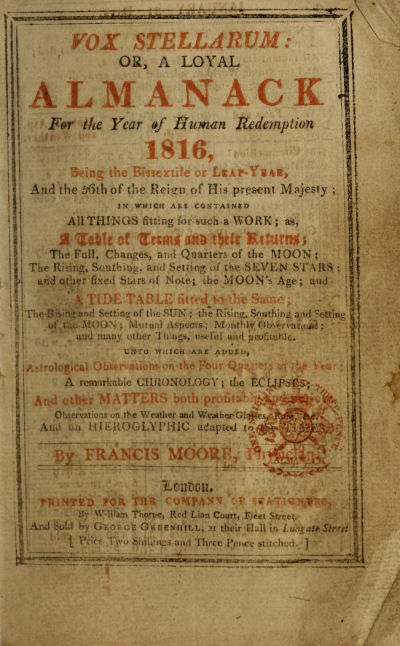 VOX STELLARUM:
OR, A LOYAL
ALMANACK
For the Year of Human Redemption
1816,
Being the Bissextile or LEAP-YEAR,
And the 56th of the Reign of His present Majesty;
IN WHICH ARE CONTAINED
All THINGS fitting for such a WORK; as,
A Table of Terms and their Returns;
The Full, Changes, and Quarters of the MOON;
The Rising, Southing, and Setting of the SEVEN STARS;
and other fixed Stars of Note; the MOON's Age; and
A TIDE TABLE fitted to the Same;
The Rising and Setting of the SUN; the Rising, Southing and Setting
of the MOON; Mutual Aspects; Monthly Observations;
and many other Things, useful and profitable.
UNTO WHICH ARE ADDED,
Astrological Observations on the Four Quarters of the Year;
A remarkable CHRONOLOGY; the ECLIPSES;
And other MATTERS both profitable and
Observations on the Weather and Weather Glasses,
And an HIEROGLYPHIC adapted to the TIMES.
By FRANCIS MOORE, Physician.
London.
PRINTED FOR THE COMPANY OF STATIONERS,
By William Thorne, Red Lion Court, Fleet Street,
And Sold by GEORGE GREENHILL, at their Hall in Ludgate Street
[ Price Two Shillings and Three Pence stitched. ]